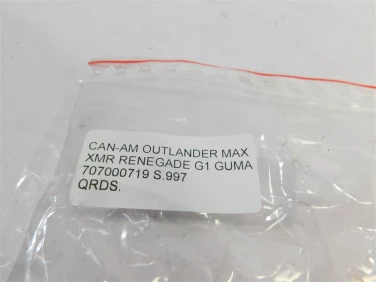 CAN-AM OUTLANDER MAX
XMR RENEGADE G1 GUMA
707000719 S.997
QRDS.